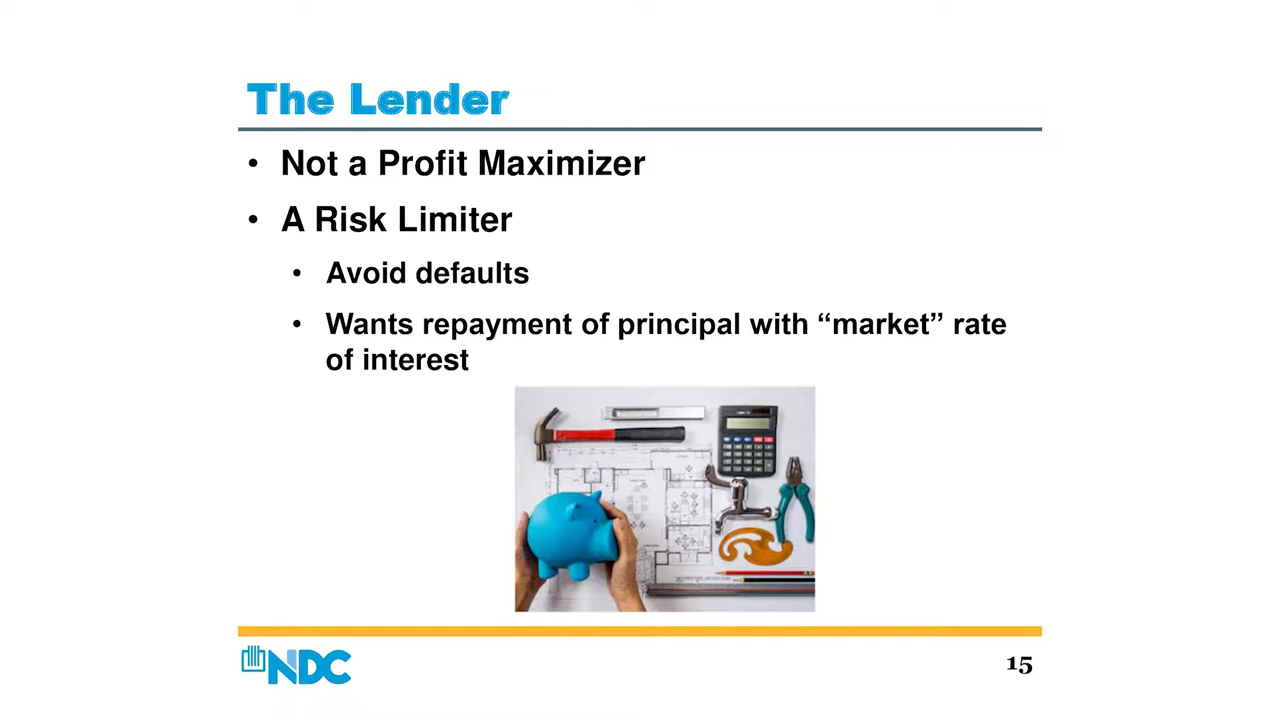 The Lender
• Not a Profit Maximizer
• A Risk Limiter
• Avoid defaults
• Wants repayment of principal with “market” rate
of interest
NDC
15